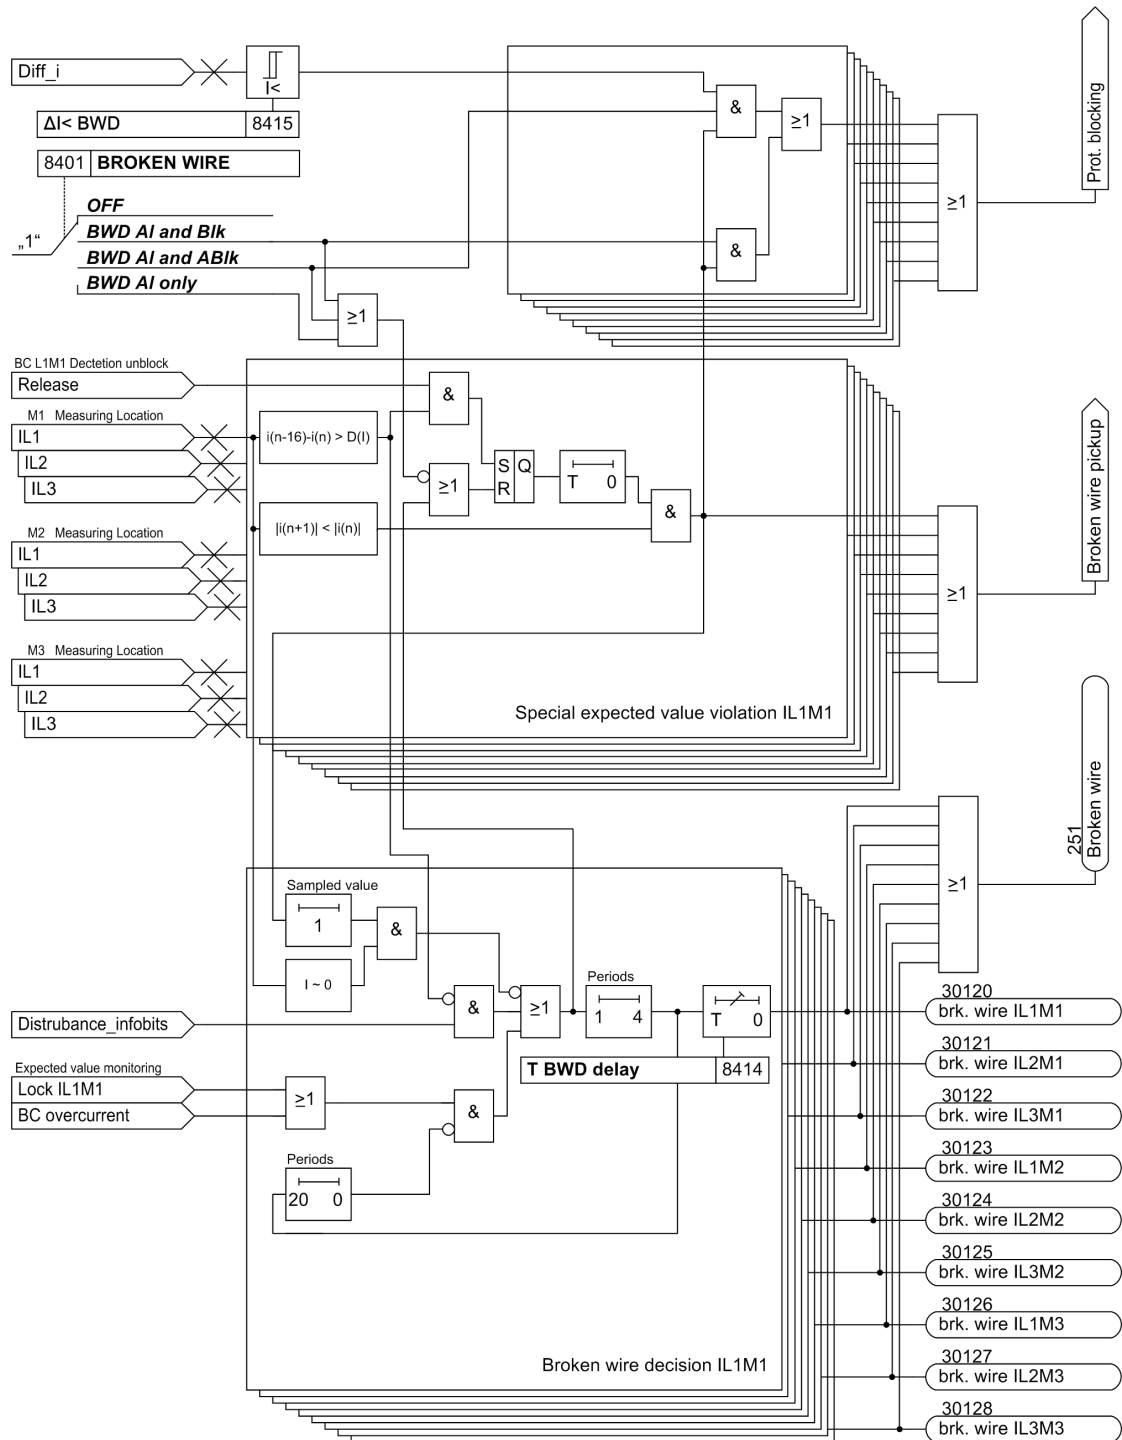 Diff_i
I<
ΔI< BWD 8415
8401 BROKEN WIRE
OFF
„1“
BWD Al and Blk
BWD Al and ABlk
BWD Al only
≥1
&
≥1
&
≥1
Prot. blocking
BC L1M1 Dectetion unblock
Release
M1 Measuring Location
IL1
IL2
IL3
i(n-16)-i(n) > D(I)
|i(n+1)| < |i(n)|
&
≥1
S Q
R
T 0
&
≥1
Broken wire pickup
M2 Measuring Location
IL1
IL2
IL3
M3 Measuring Location
IL1
IL2
IL3
Special expected value violation IL1M1
≥1
251
Broken wire
Sampled value
1
&
I ~ 0
Distrubance_infobits
&
≥1
Periods
1 4
T 0
T BWD delay 8414
Expected value monitoring
Lock IL1M1
BC overcurrent
≥1
&
Periods
20 0
Broken wire decision IL1M1
30120
brk. wire IL1M1
30121
brk. wire IL2M1
30122
brk. wire IL3M1
30123
brk. wire IL1M2
30124
brk. wire IL2M2
30125
brk. wire IL3M2
30126
brk. wire IL1M3
30127
brk. wire IL2M3
30128
brk. wire IL3M3